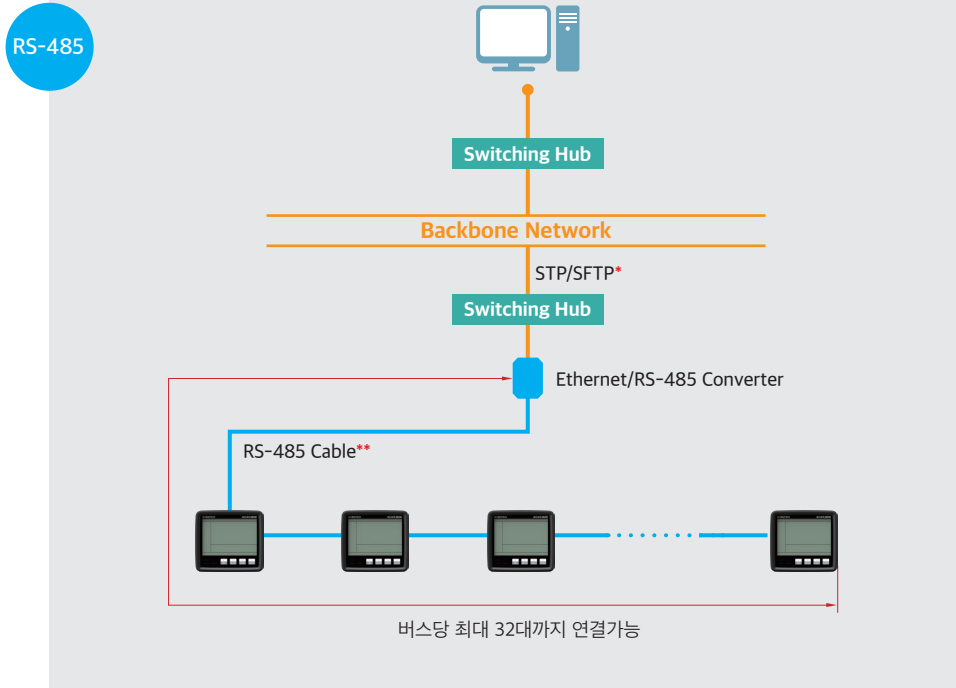 RS-485
Switching Hub
Backbone Network
STP/SFTP*
Switching Hub
Ethernet/RS-485 Converter
RS-485 Cable**
버스당 최대 32대까지 연결가능